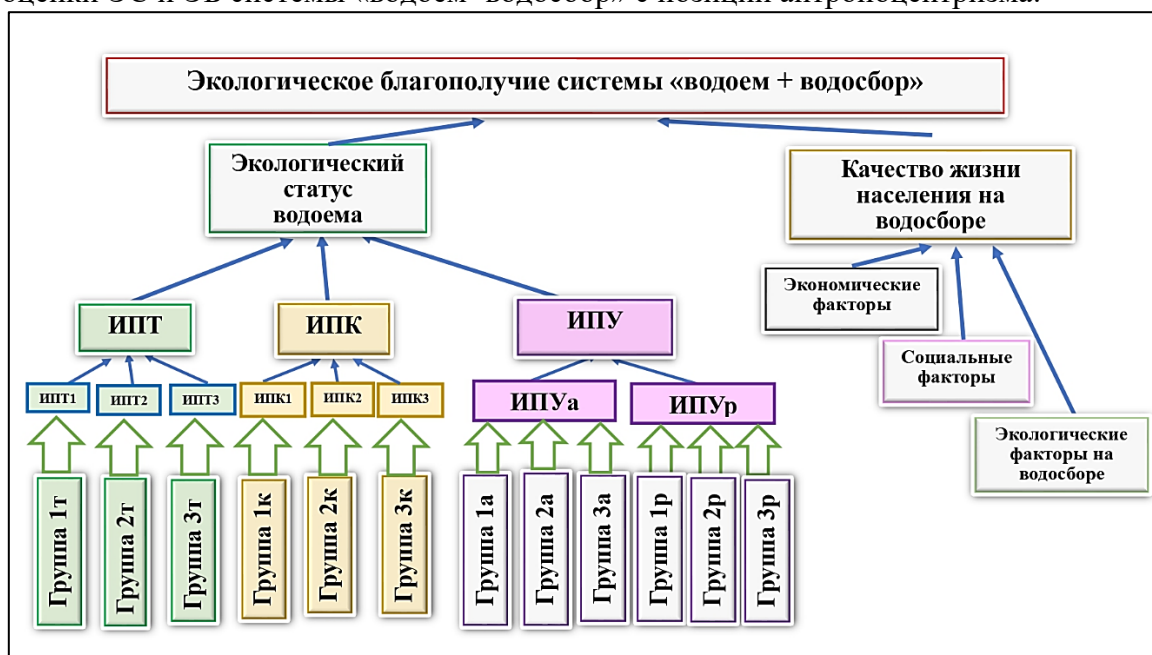 Экологическое благополучие системы «водоем + водосбор»
Экологический
статус
водоема
Качество жизни
населения на
водосборе
Экономические
факторы
Социальные
факторы
Экологические
факторы на
водосборе
ИПТ
ИПК
ИПУ
ИПТ1
ИПТ2
ИПТ3
ИПК1
ИПК2
ИПК3
ИПУа
ИПУр
Группа 1т
Группа 2т
Группа 3т
Группа 1к
Группа 2к
Группа 3к
Группа 1а
Группа 2а
Группа 3а
Группа 1р
Группа 2р
Группа 3р